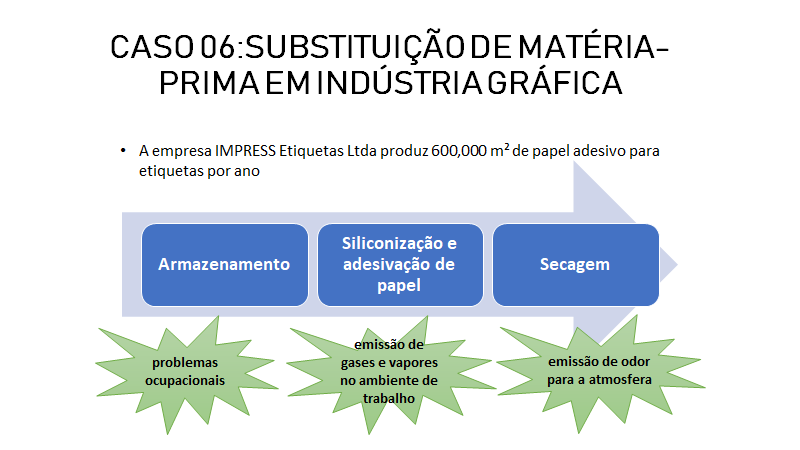 CASO 06:SUBSTITUIÇÃO DE MATÉRIA-
PRIMA EM INDÚSTRIA GRÁFICA
• A empresa IMPRESS Etiquetas Ltda produz 600,000 m² de papel adesivo para
etiquetas por ano
Armazenamento
Siliconização e
adesivação de
papel
Secagem
problemas
ocupacionais
emissão de
gases e vapores
no ambiente de
trabalho
emissão de odor
para a atmosfera